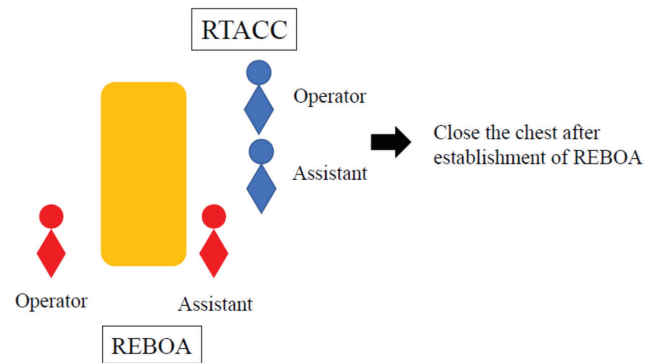 RTACC
Operator
Assistant
Close the chest after
establishment of REBOA
Operator
Assistant
REBOA